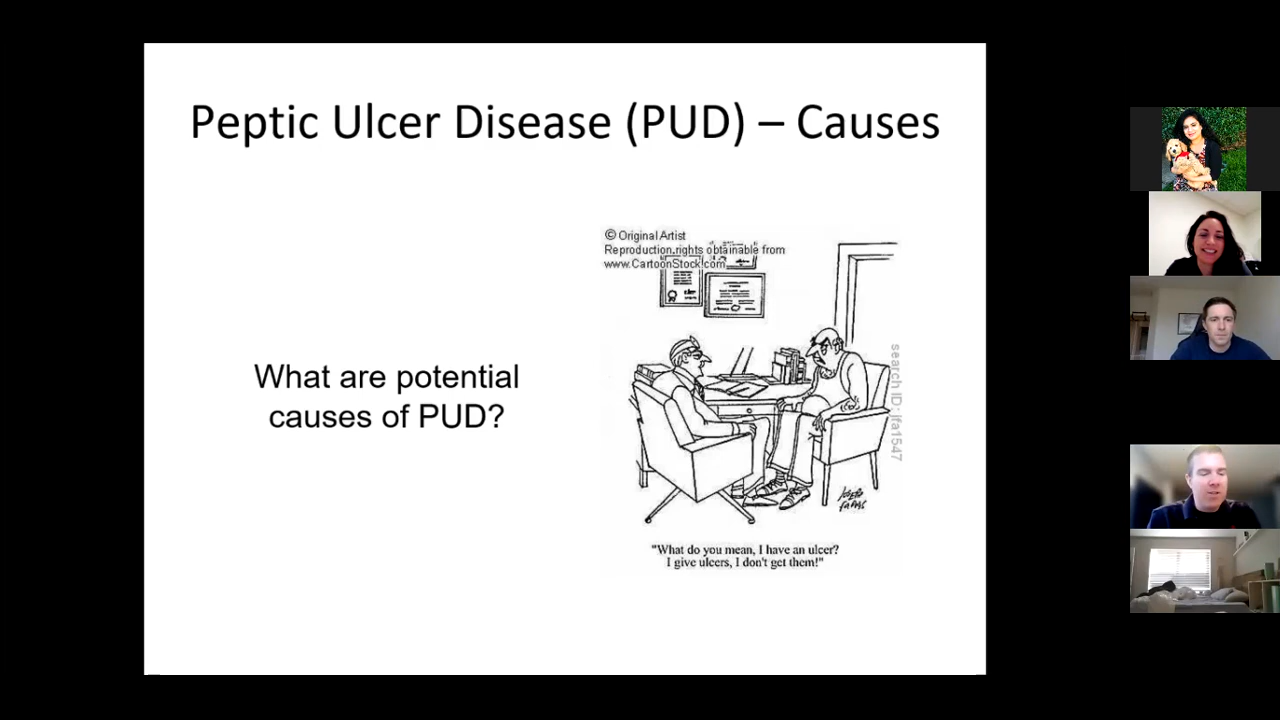 Peptic Ulcer Disease (PUD) – Causes
© Original Artist
Reproduction rights obtainable from
www.CartoonStock.com
What are potential
causes of PUD?
search ID: jfa1547
"What do you mean, I have an ulcer?
I give ulcers, I don't get them!"